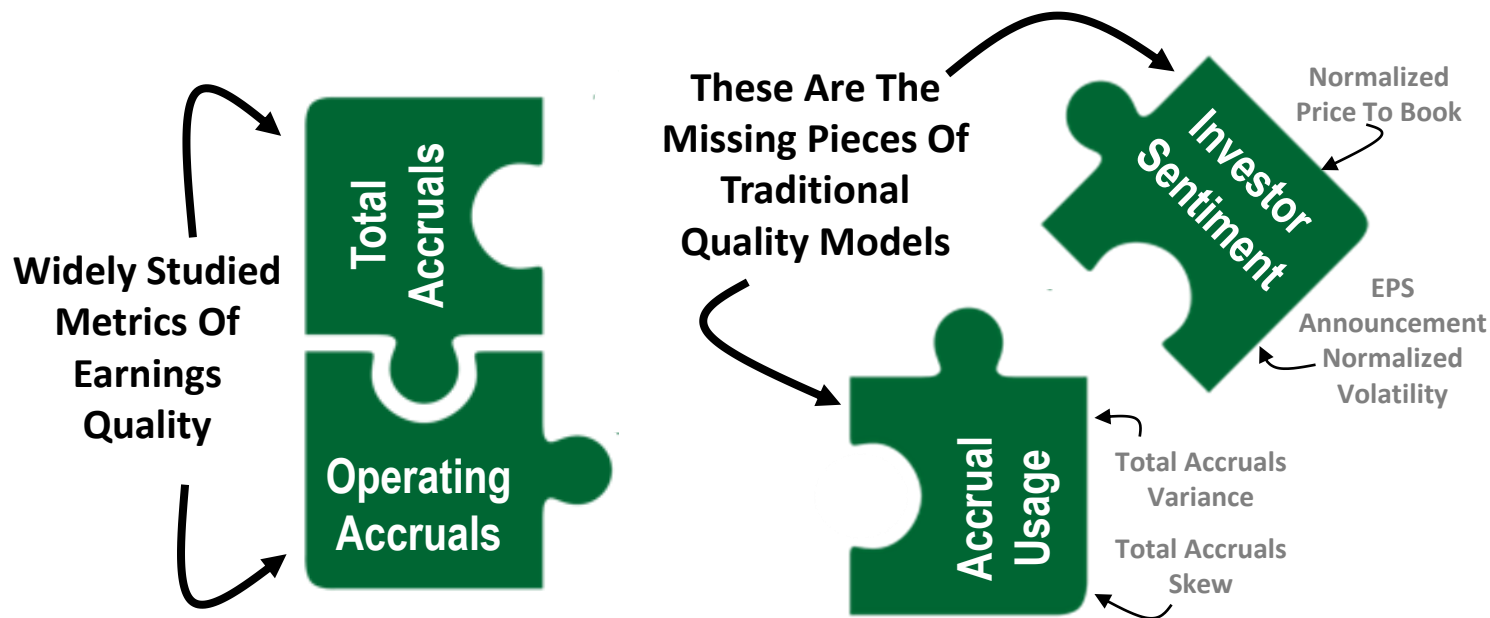 Widely Studied
Metrics Of
Earnings
Quality
Total
Accruals
Operating
Accruals
These Are The
Missing Pieces Of
Traditional
Quality Models
Investor
Sentiment
Normalized
Price To Book
EPS
Announcement
Normalized
Volatility
Accrual
Usage
Total Accruals
Variance
Total Accruals
Skew